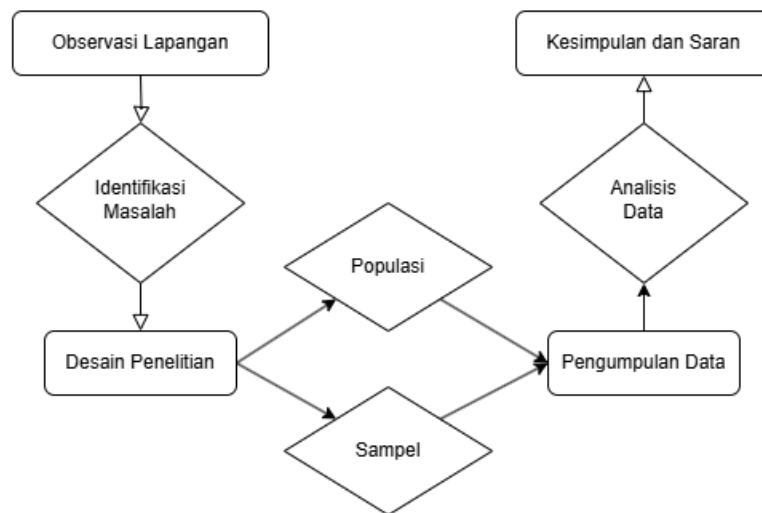 Observasi Lapangan
Identifikasi
Masalah
Desain Penelitian
Populasi
Sampel
Pengumpulan Data
Analisis
Data
Kesimpulan dan Saran